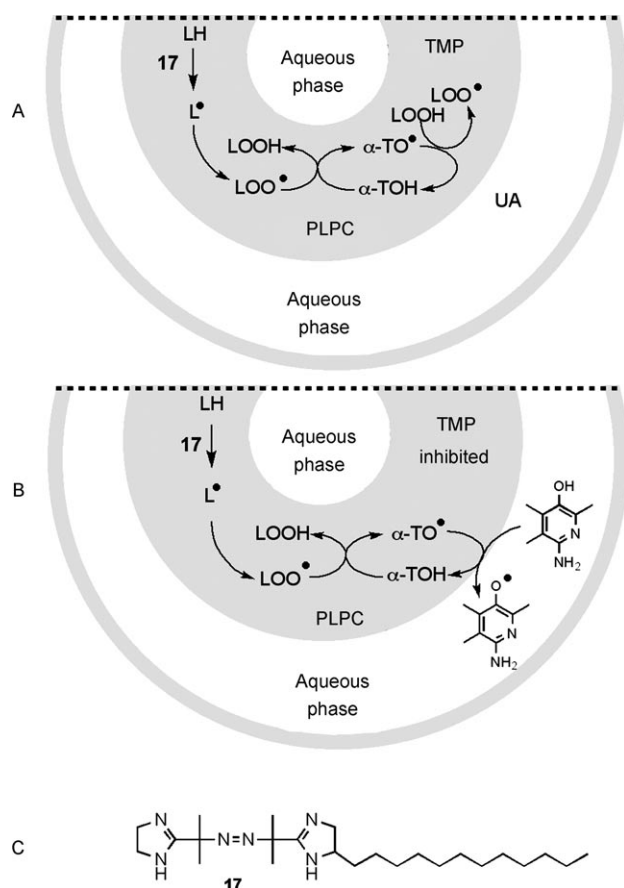 A
LH
17
L•
LOOH
LOO•
α-TO•
α-TOH
LOOH
LOO•
Aqueous
phase
TMP
UA
PLPC
Aqueous
phase
B
LH
17
L•
LOOH
LOO•
α-TO•
α-TOH
Aqueous
phase
TMP
inhibited
OH
N
NH2
O•
N
NH2
PLPC
Aqueous
phase
C
N
N
H
N=N
N
N
H
17